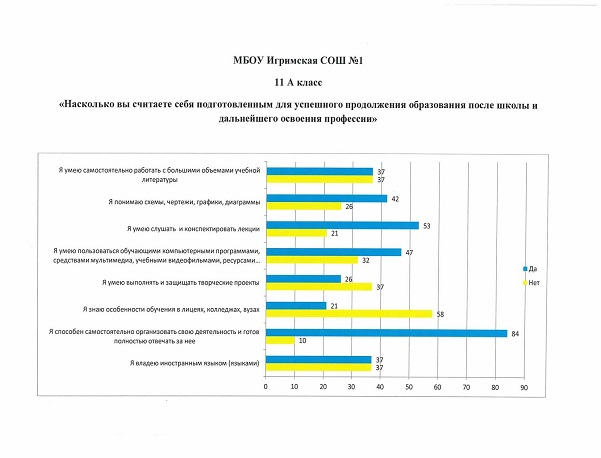 МБОУ Игримская СОШ №1
11 А класс
«Насколько вы считаете себя подготовленным для успешного продолжения образования после школы и
дальнейшего освоения профессии»
Я умею самостоятельно работать с большими объемами учебной
литературы
37
37
Я понимаю схемы, чертежи, графики, диаграммы
42
26
Я умею слушать и конспектировать лекции
53
21
Я умею пользоваться обучающими компьютерными программами,
средствами мультимедиа, учебными видеофильмами, ресурсами...
47
32
Я умею выполнять и защищать творческие проекты
26
37
Я знаю особенности обучения в лицеях, колледжах, вузах
21
58
Я способен самостоятельно организовать свою деятельность и готов
полностью отвечать за нее
84
10
Я владею иностранным языком (языками)
37
37
Да
Нет
0 10 20 30 40 50 60 70 80 90